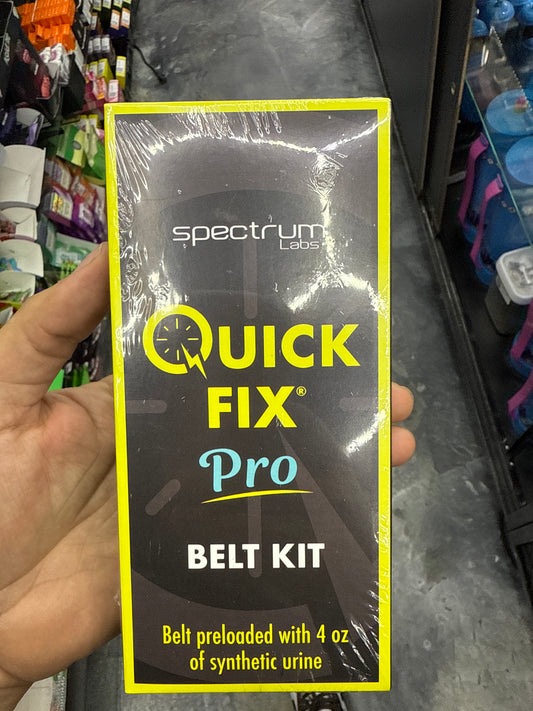 spectrum
Labs
QUICK
FIX®
Pro
BELT KIT
Belt preloaded with 4 oz
of synthetic urine